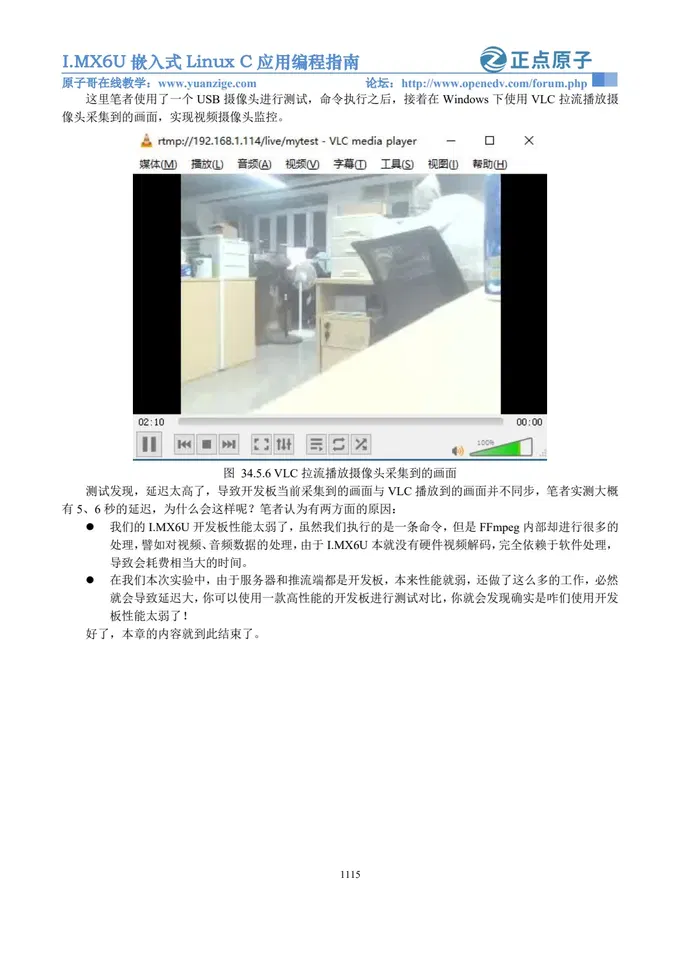 I.MX6U 嵌入式 Linux C 应用编程指南
正点原子
原子哥在线教学：www.yuanzige.com 论坛：http://www.openedv.com/forum.php
这里笔者使用了一个 USB 摄像头进行测试，命令执行之后，接着在 Windows 下使用 VLC 拉流播放摄
像头采集到的画面，实现视频摄像头监控。
rtmp://192.168.1.114/live/mytest - VLC media player
媒体(M) 播放(L) 音频(A) 视频(V) 字幕(T) 工具(S) 视图(I) 帮助(H)
02:10 00:00
100%
图 34.5.6 VLC 拉流播放摄像头采集到的画面
测试发现，延迟太高了，导致开发板当前采集到的画面与 VLC 播放到的画面并不同步，笔者实测大概
有 5、6 秒的延迟，为什么会这样呢？笔者认为有两方面的原因：
● 我们的 I.MX6U 开发板性能太弱了，虽然我们执行的是一条命令，但是 FFmpeg 内部却进行很多的
处理，譬如对视频、音频数据的处理，由于 I.MX6U 本就没有硬件视频解码，完全依赖于软件处理，
导致会耗费相当大的时间。
● 在我们本次实验中，由于服务器和推流端都是开发板，本来性能就弱，还做了这么多的工作，必然
就会导致延迟大，你可以使用一款高性能的开发板进行测试对比，你就会发现确实是咱们使用开发
板性能太弱了！
好了，本章的内容就到此结束了。
1115